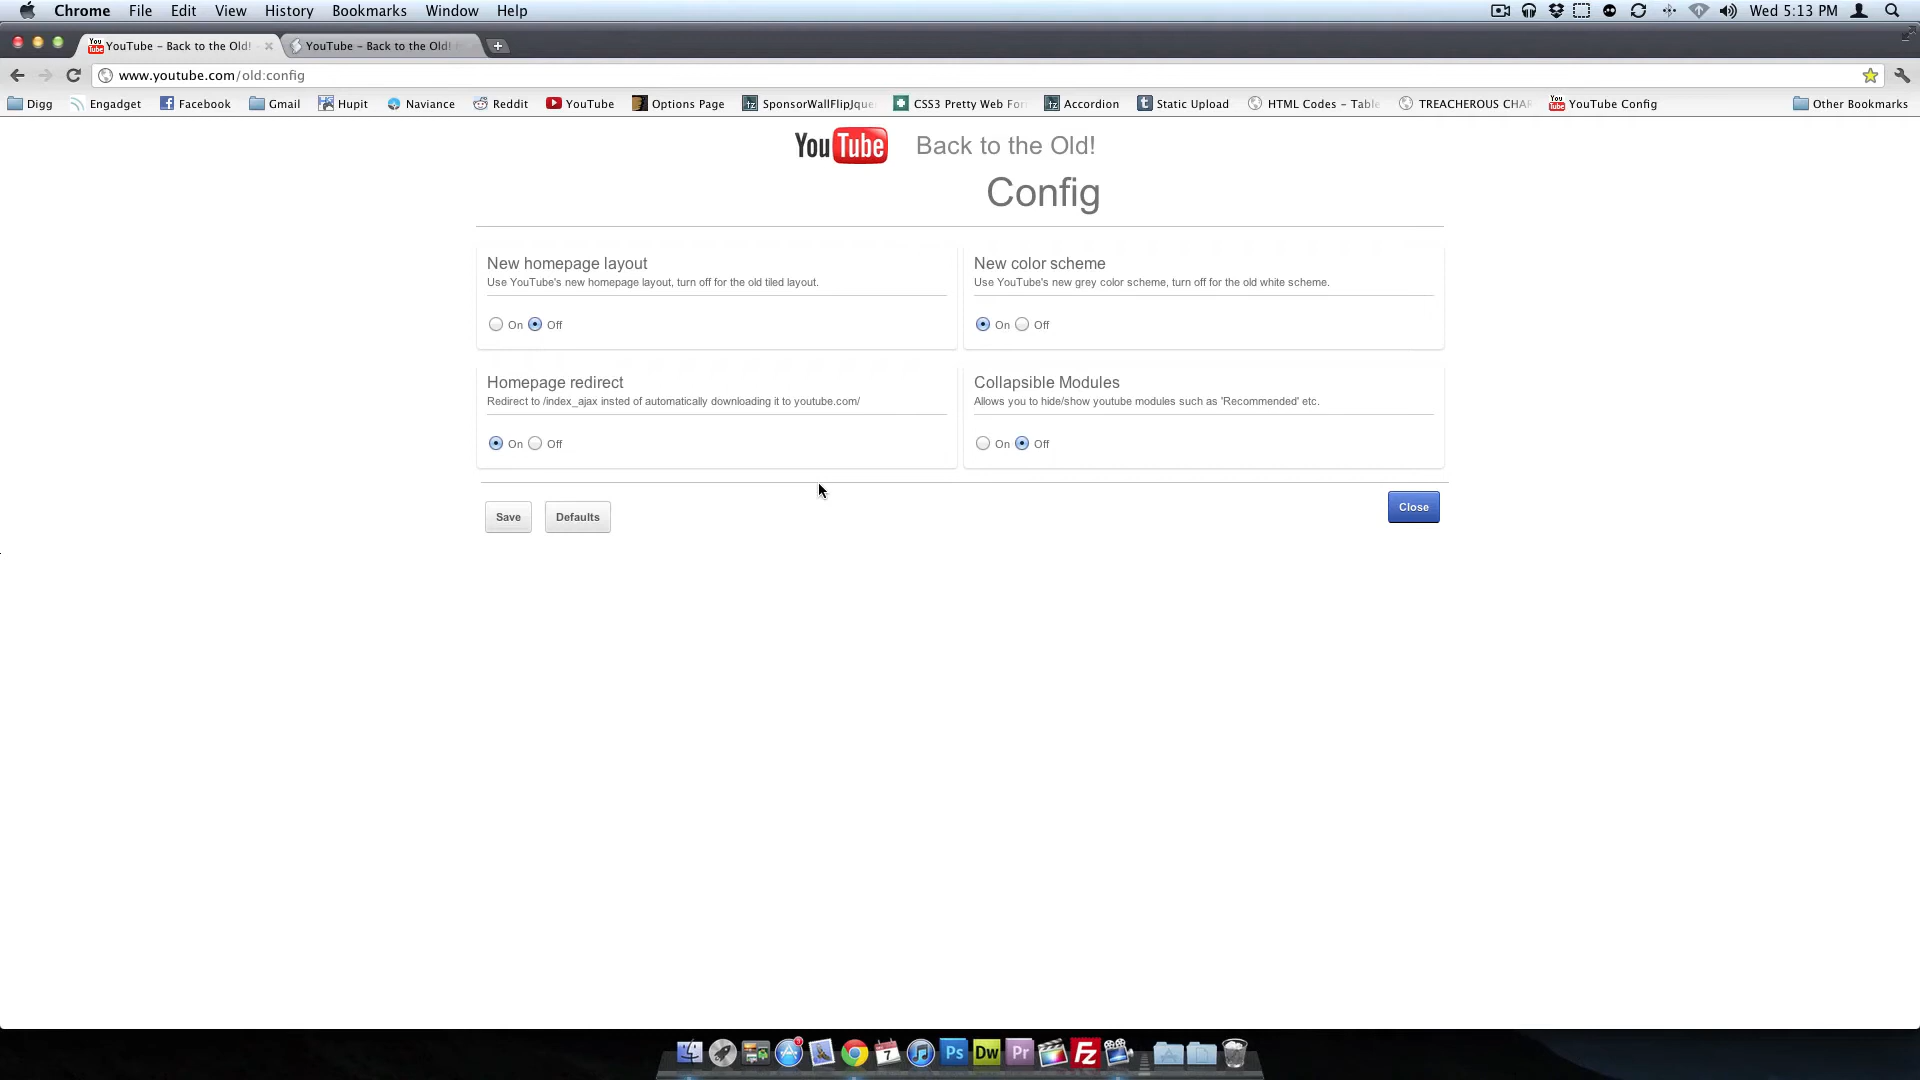 Chrome File Edit View History Bookmarks Window Help Wed 5:13 PM
YouTube – Back to the Old! YouTube – Back to the Old!
www.youtube.com/old:config
Digg Engadget Facebook Gmail Hupit Naviance Reddit YouTube Options Page SponsorWallFlipJque CSS3 Pretty Web For Accordion Static Upload HTML Codes – Table TREACHEROUS CHA YouTube Config Other Bookmarks
YouTube Back to the Old!
Config
New homepage layout
Use YouTube's new homepage layout, turn off for the old tiled layout.
On Off
New color scheme
Use YouTube's new grey color scheme, turn off for the old white scheme.
On Off
Homepage redirect
Redirect to /index_ajax insted of automatically downloading it to youtube.com/
On Off
Collapsible Modules
Allows you to hide/show youtube modules such as 'Recommended' etc.
On Off
Save Defaults Close
7 Ps Dw Pr Fz